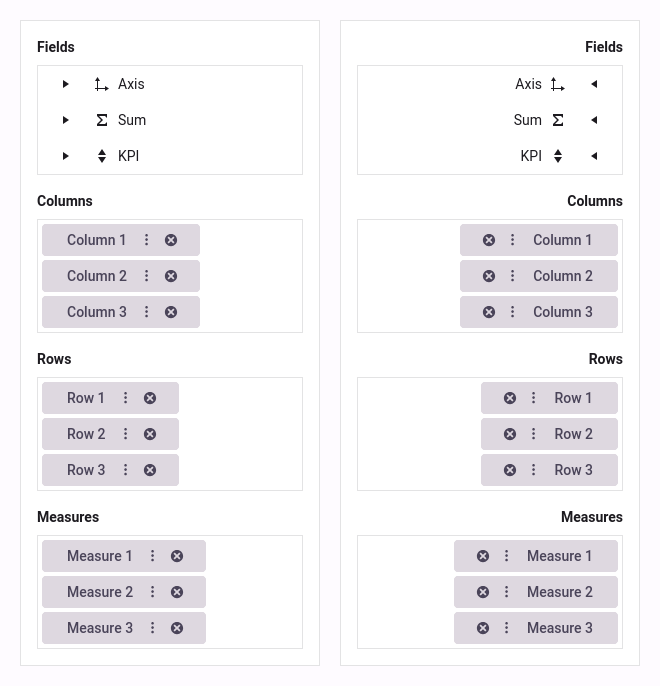 Fields
Axis
Sum
KPI
Columns
Column 1
Column 2
Column 3
Rows
Row 1
Row 2
Row 3
Measures
Measure 1
Measure 2
Measure 3
Fields
Axis
Sum
KPI
Columns
Column 1
Column 2
Column 3
Rows
Row 1
Row 2
Row 3
Measures
Measure 1
Measure 2
Measure 3